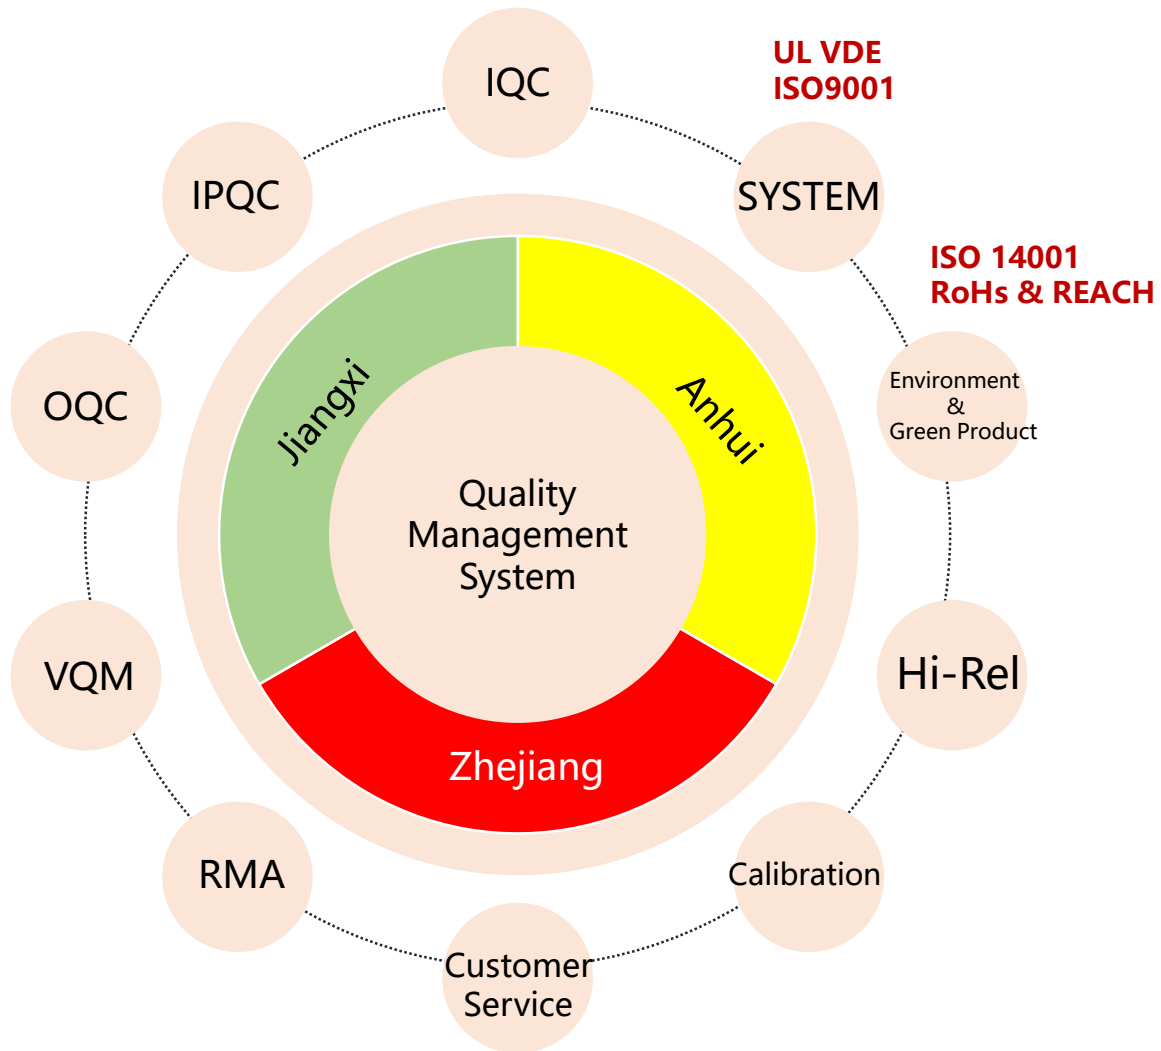 IQC
UL VDE
ISO9001
IPQC
SYSTEM
ISO 14001
RoHs & REACH
Jiangxi
Anhui
OQC
Environment
&
Green Product
Quality
Management
System
VQM
Hi-Rel
Zhejiang
RMA
Calibration
Customer
Service